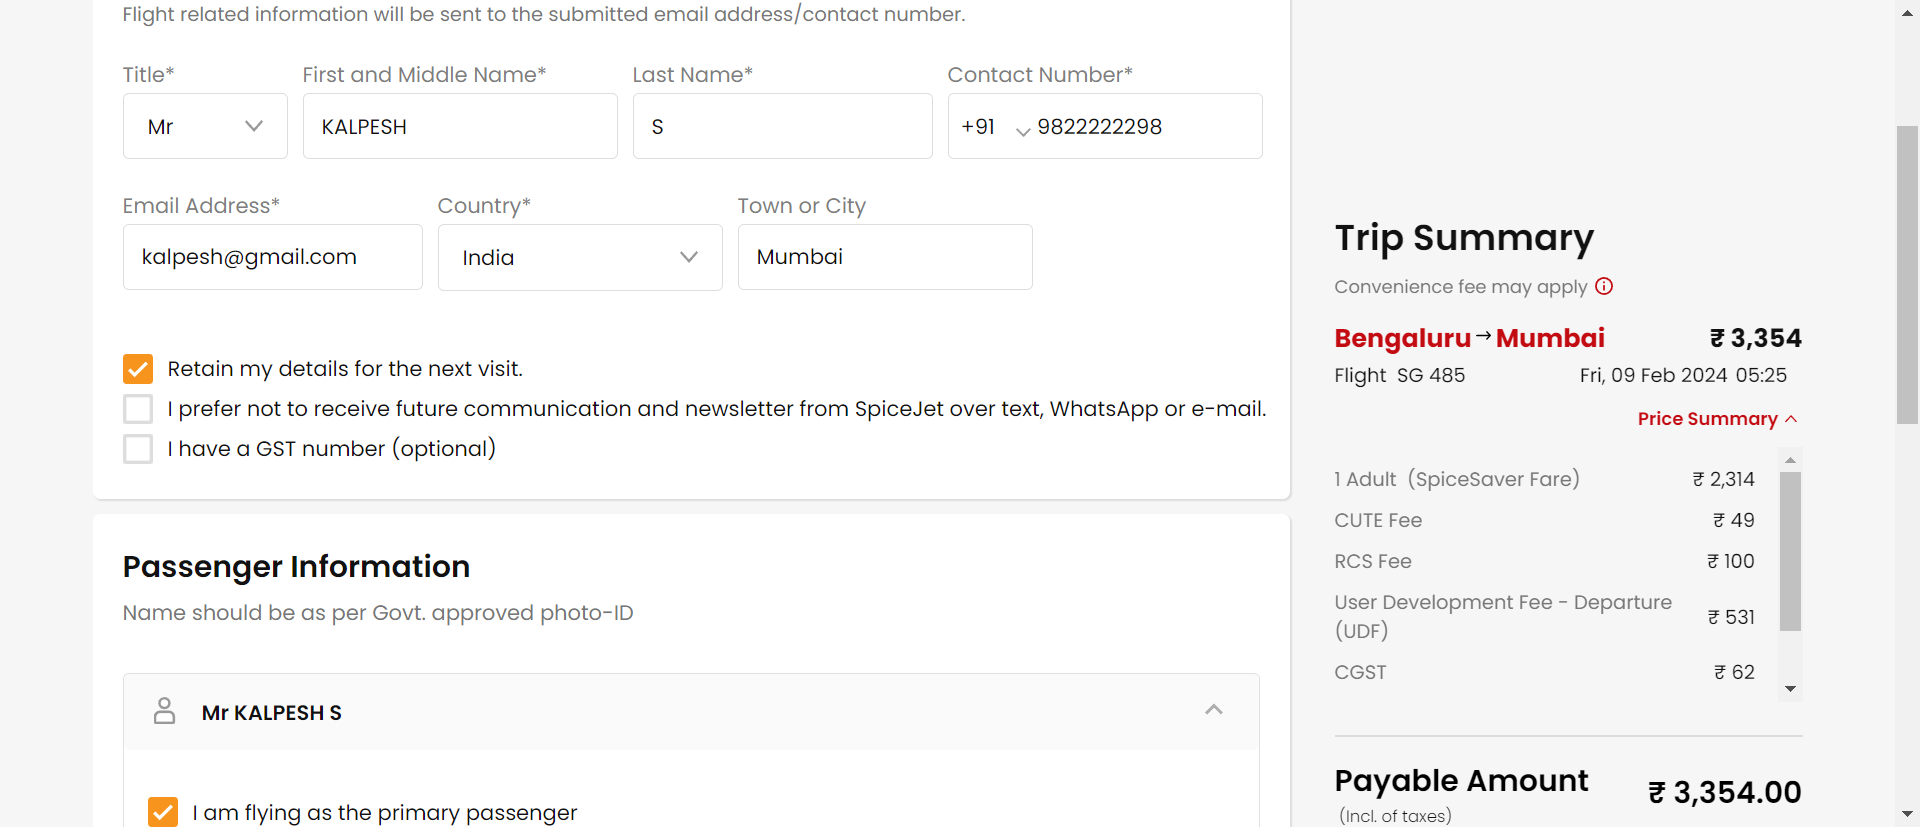 Flight related information will be sent to the submitted email address/contact number.
Title* First and Middle Name* Last Name* Contact Number*
Mr KALPESH S +91 9822222298
Email Address* Country* Town or City
kalpesh@gmail.com India Mumbai
Retain my details for the next visit.
I prefer not to receive future communication and newsletter from SpiceJet over text, WhatsApp or e-mail.
I have a GST number (optional)
Passenger Information
Name should be as per Govt. approved photo-ID
Mr KALPESH S
I am flying as the primary passenger
Trip Summary
Convenience fee may apply
Bengaluru → Mumbai ₹ 3,354
Flight SG 485 Fri, 09 Feb 2024 05:25
Price Summary
1 Adult (SpiceSaver Fare) ₹ 2,314
CUTE Fee ₹ 49
RCS Fee ₹ 100
User Development Fee - Departure
(UDF) ₹ 531
CGST ₹ 62
Payable Amount ₹ 3,354.00
(Incl. of taxes)